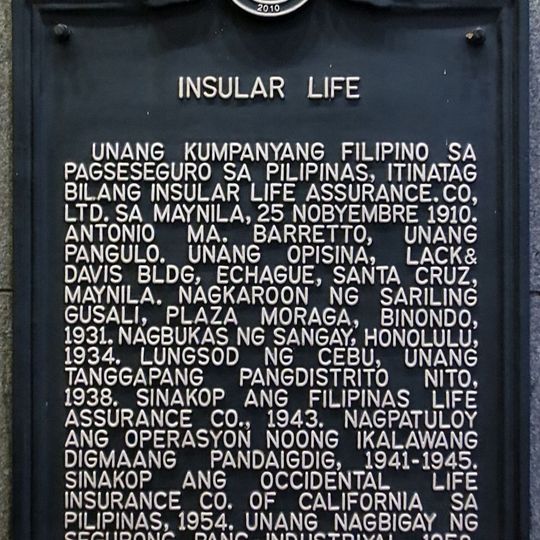 2010
INSULAR LIFE
UNANG KUMPANYANG FILIPINO SA
PAGSESEGURO SA PILIPINAS, ITINATAG
BILANG INSULAR LIFE ASSURANCE. CO,
LTD. SA MAYNILA, 25 NOBYEMBRE 1910.
ANTONIO MA. BARRETTO, UNANG
PANGULO. UNANG OPISINA, LACK&
DAVIS BLDG, ECHAGUE, SANTA CRUZ,
MAYNILA. NAGKAROON NG SARILING
GUSALI, PLAZA MORAGA, BINONDO,
1931. NAGBUKAS NG SANGAY, HONOLULU,
1934. LUNGSOD NG CEBU, UNANG
TANGGAPANG PANGDISTRITO NITO,
1938. SINAKOP ANG FILIPINAS LIFE
ASSURANCE CO., 1943. NAGPATULOY
ANG OPERASYON NOONG IKALAWANG
DIGMAANG PANDAIGDIG, 1941-1945.
SINAKOP ANG OCCIDENTAL LIFE
INSURANCE CO. OF CALIFORNIA SA
PILIPINAS, 1954. UNANG NAGBIGAY NG
SEGURONG PANG INDUSTRIYAL